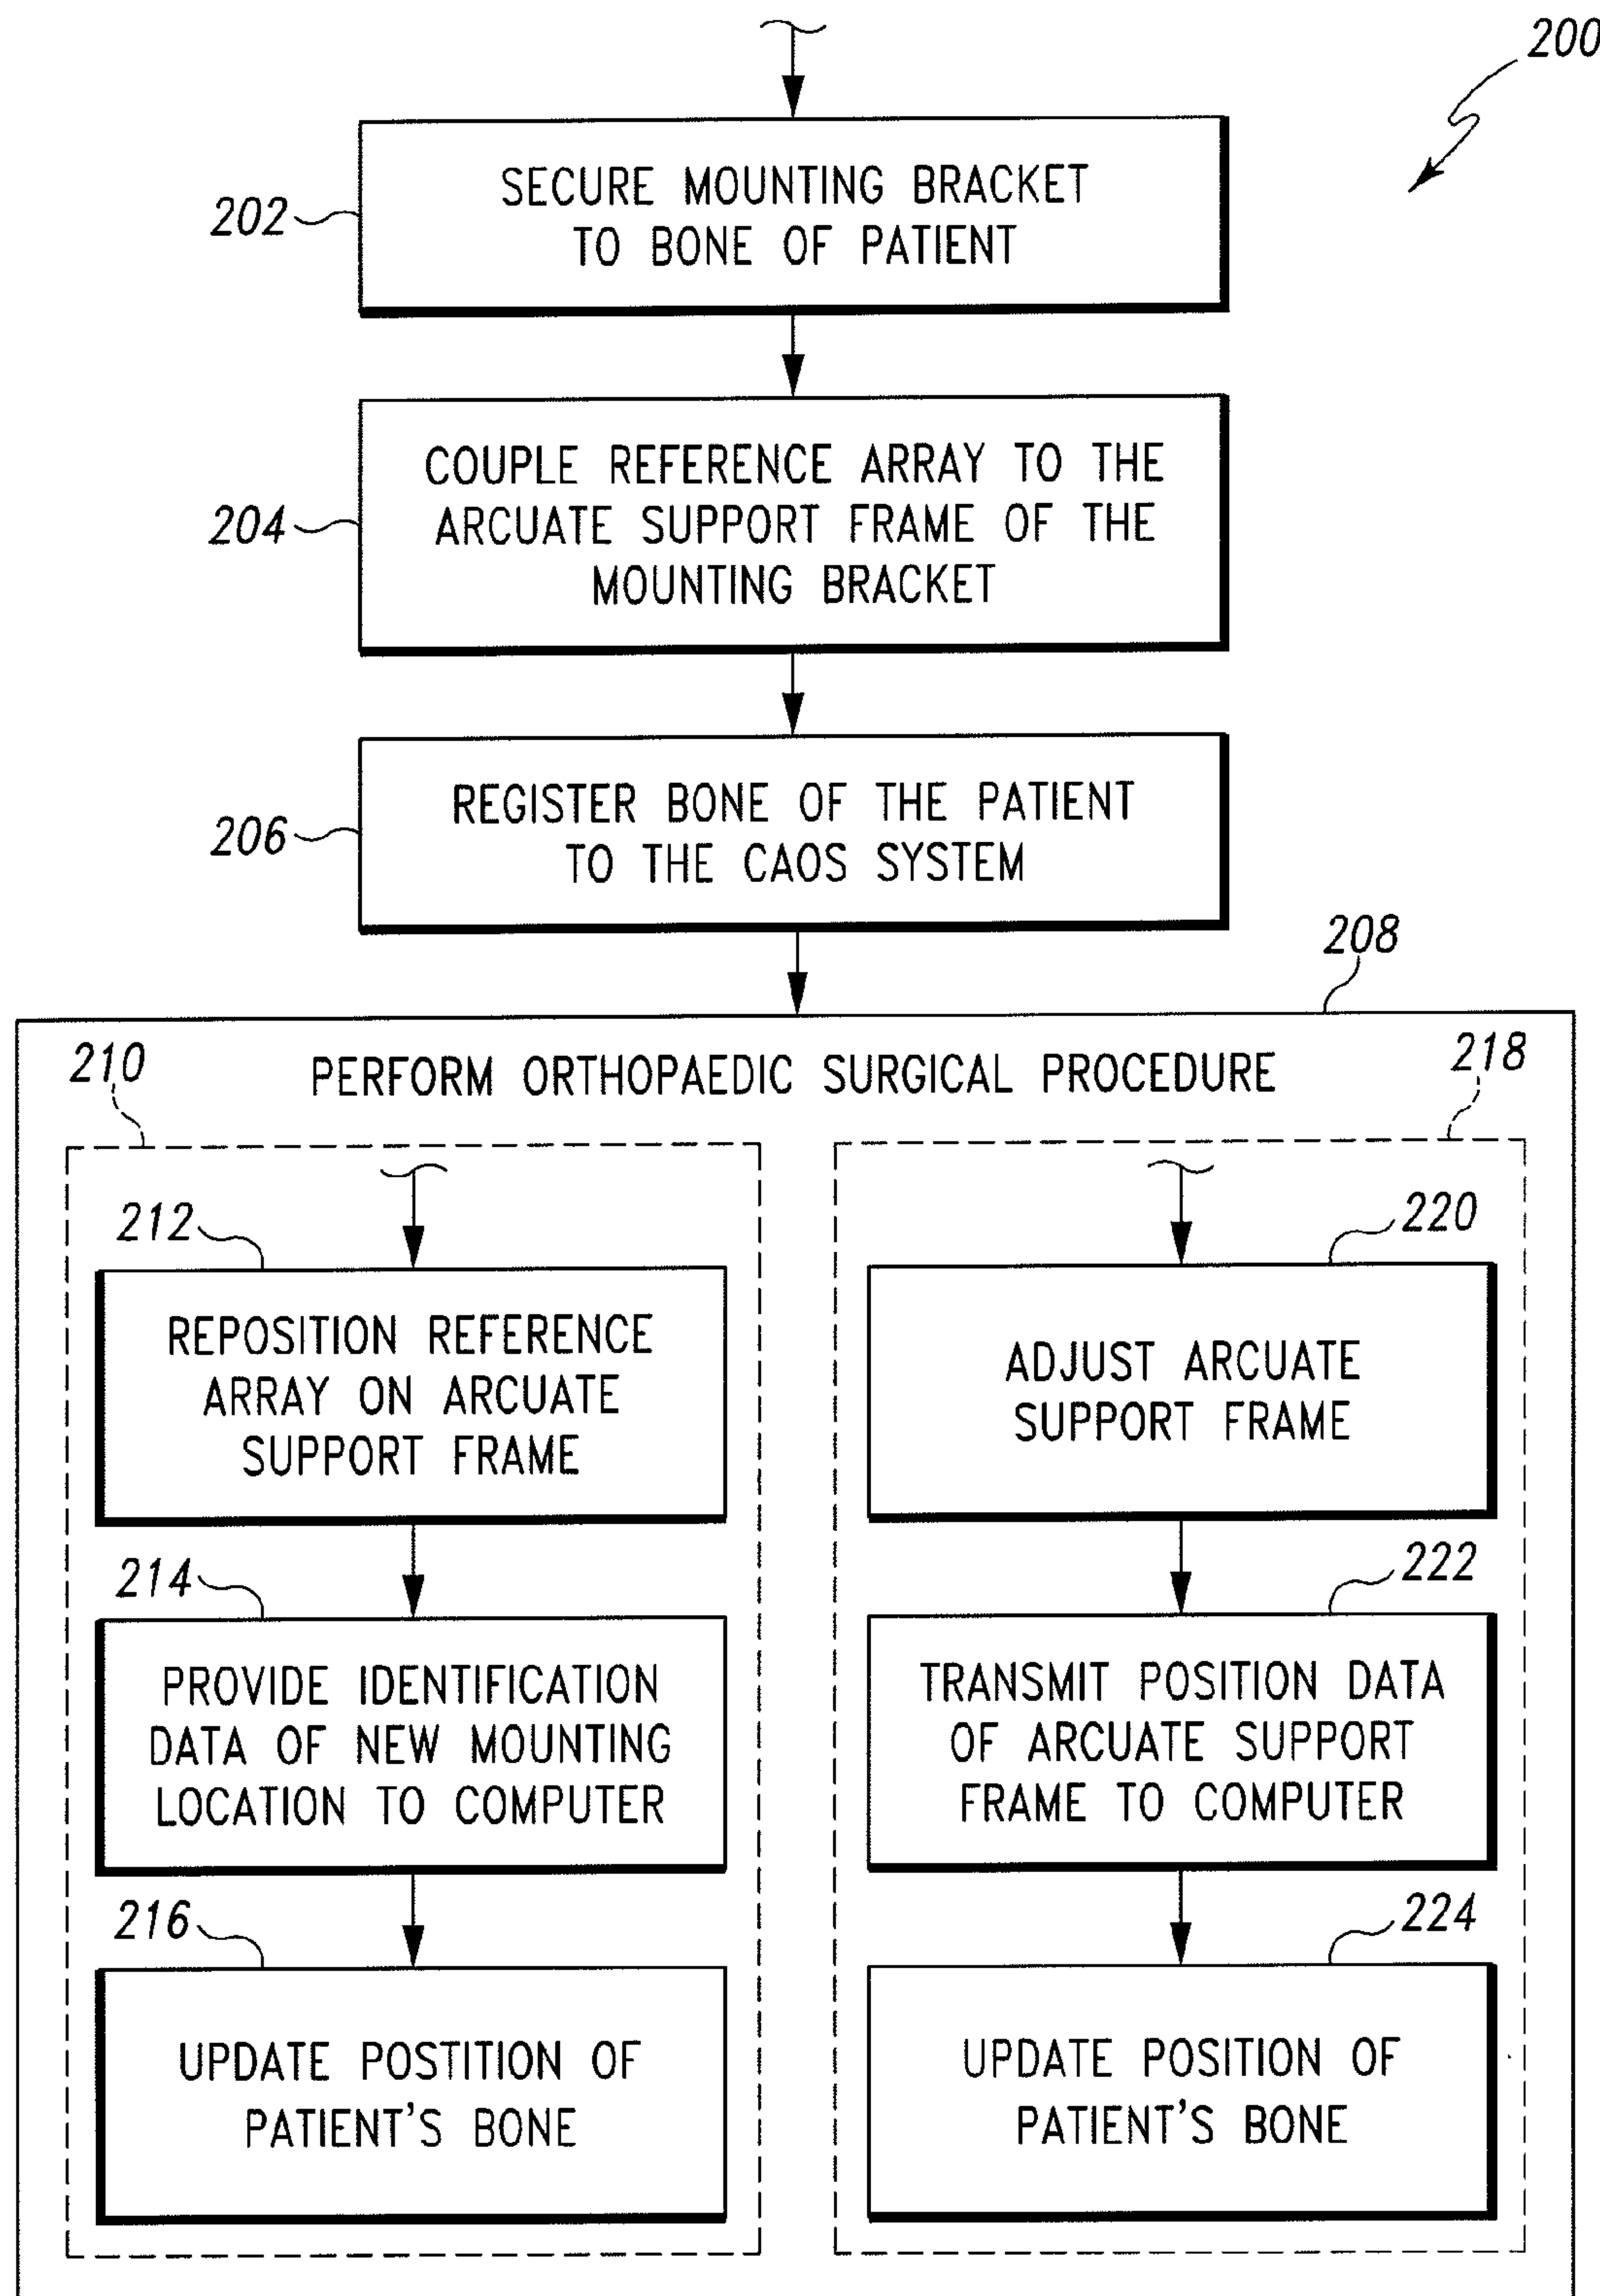 200
202
SECURE MOUNTING BRACKET
TO BONE OF PATIENT
204
COUPLE REFERENCE ARRAY TO THE
ARCUATE SUPPORT FRAME OF THE
MOUNTING BRACKET
206
REGISTER BONE OF THE PATIENT
TO THE CAOS SYSTEM
208
PERFORM ORTHOPAEDIC SURGICAL PROCEDURE
210
212
REPOSITION REFERENCE
ARRAY ON ARCUATE
SUPPORT FRAME
214
PROVIDE IDENTIFICATION
DATA OF NEW MOUNTING
LOCATION TO COMPUTER
216
UPDATE POSTITION OF
PATIENT'S BONE
218
220
ADJUST ARCUATE
SUPPORT FRAME
222
TRANSMIT POSITION DATA
OF ARCUATE SUPPORT
FRAME TO COMPUTER
224
UPDATE POSITION OF
PATIENT'S BONE